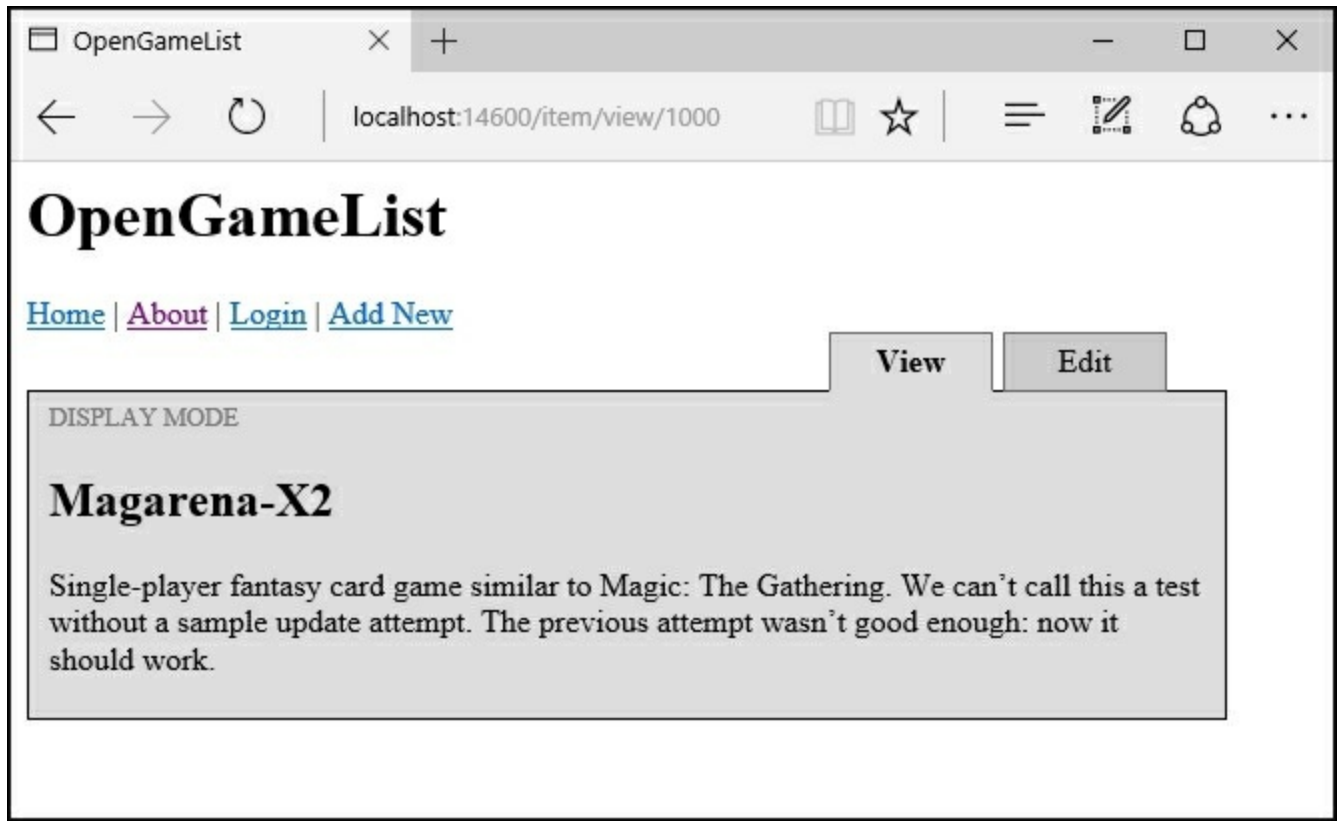 OpenGameList
localhost:14600/item/view/1000
OpenGameList
Home | About | Login | Add New
View Edit
DISPLAY MODE
Magarena-X2
Single-player fantasy card game similar to Magic: The Gathering. We can’t call this a test
without a sample update attempt. The previous attempt wasn’t good enough: now it
should work.